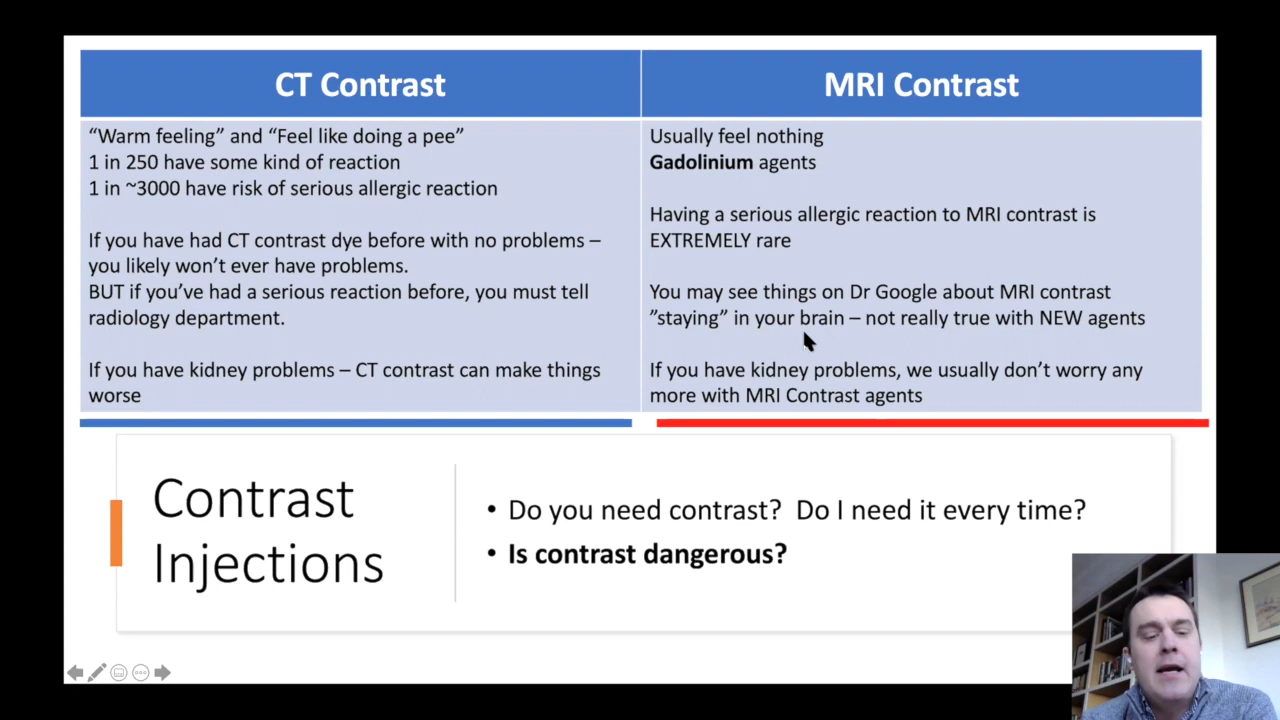 CT Contrast
MRI Contrast
“Warm feeling” and “Feel like doing a pee”
1 in 250 have some kind of reaction
1 in ~3000 have risk of serious allergic reaction
If you have had CT contrast dye before with no problems –
you likely won’t ever have problems.
BUT if you’ve had a serious reaction before, you must tell
radiology department.
If you have kidney problems – CT contrast can make things
worse
Usually feel nothing
Gadolinium agents
Having a serious allergic reaction to MRI contrast is
EXTREMELY rare
You may see things on Dr Google about MRI contrast
”staying” in your brain – not really true with NEW agents
If you have kidney problems, we usually don’t worry any
more with MRI Contrast agents
Contrast
Injections
• Do you need contrast?  Do I need it every time?
• Is contrast dangerous?